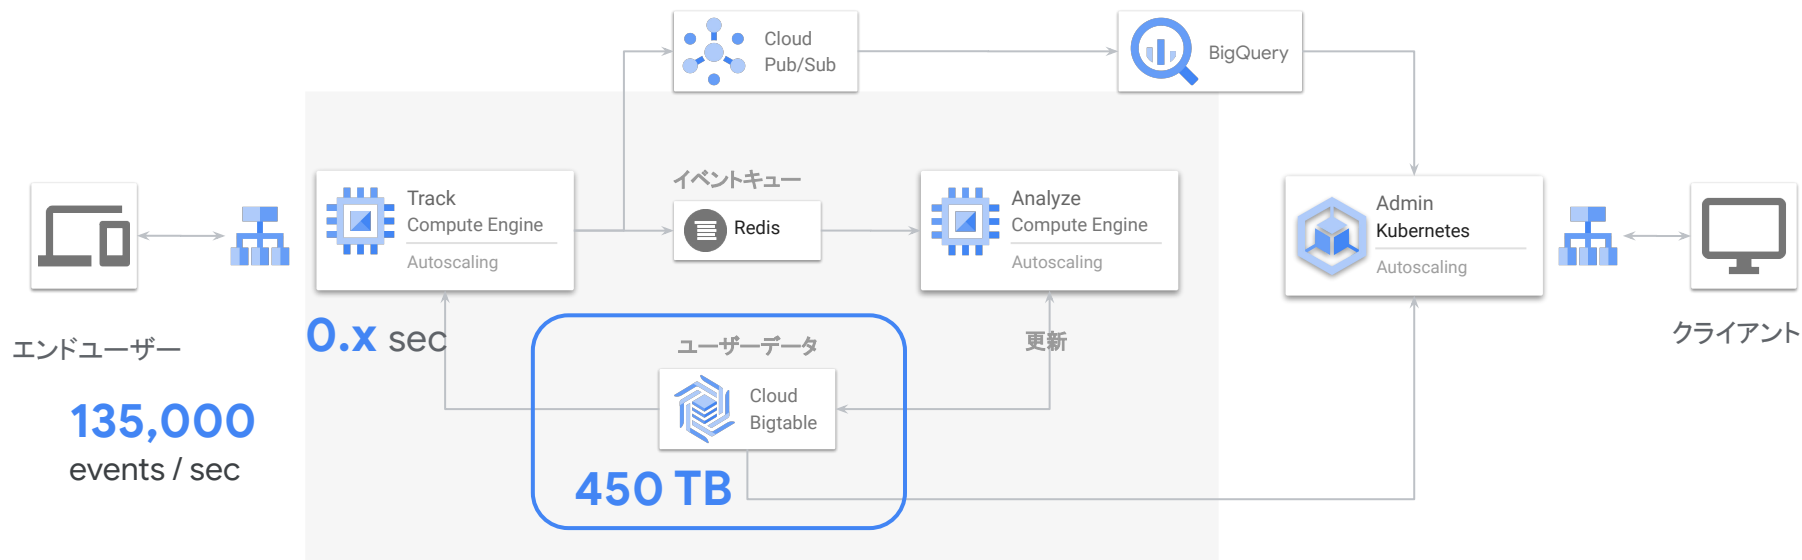 Cloud
Pub/Sub
BigQuery
Track
Compute Engine
Autoscaling
イベントキュー
Redis
Analyze
Compute Engine
Autoscaling
Admin
Kubernetes
Autoscaling
エンドユーザー
0.x sec
ユーザーデータ
更新
クライアント
Cloud
Bigtable
135,000
events / sec
450 TB